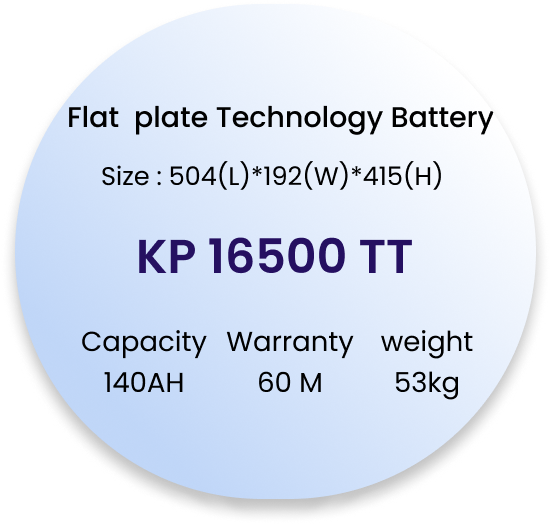 Flat plate Technology Battery
Size : 504(L)*192(W)*415(H)
KP 16500 TT
Capacity Warranty weight
140AH 60 M 53kg